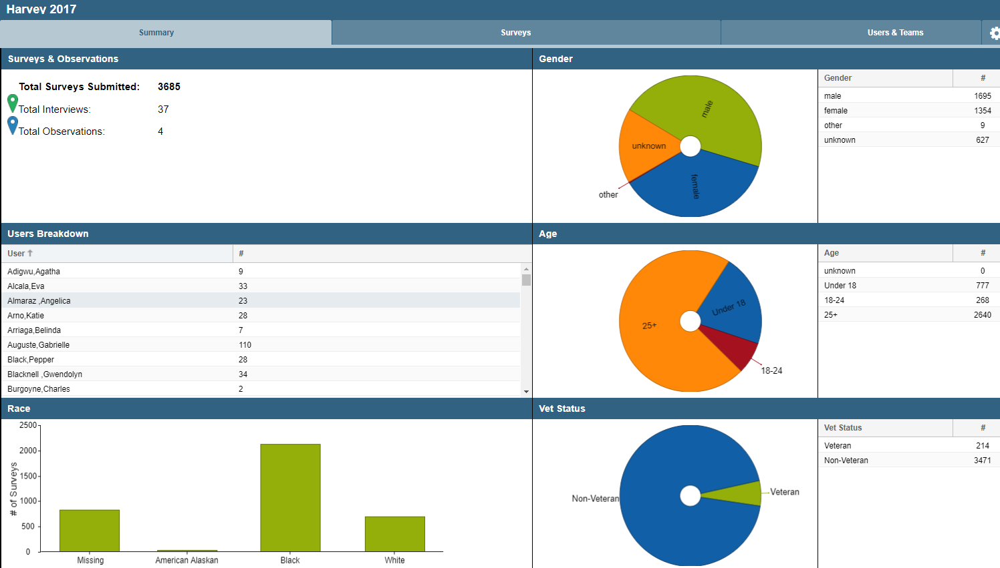 Harvey 2017
Summary
Surveys
Users & Teams
Surveys & Observations
Total Surveys Submitted: 3685
Total Interviews: 37
Total Observations: 4
Gender
male
unknown
female
other
Gender #
male 1695
female 1354
other 9
unknown 627
Users Breakdown
User #
Adigwu,Agatha 9
Alcala,Eva 33
Almaraz ,Angelica 23
Arno,Katie 28
Arriaga,Belinda 7
Auguste,Gabrielle 110
Black,Pepper 28
Blacknell ,Gwendolyn 34
Burgoyne,Charles 2
Age
Under 18
25+
18-24
Age #
unknown 0
Under 18 777
18-24 268
25+ 2640
Race
# of Surveys
2500
2000
1500
1000
500
0
Missing American Alaskan Black White
Vet Status
Non-Veteran
Veteran
Vet Status #
Veteran 214
Non-Veteran 3471